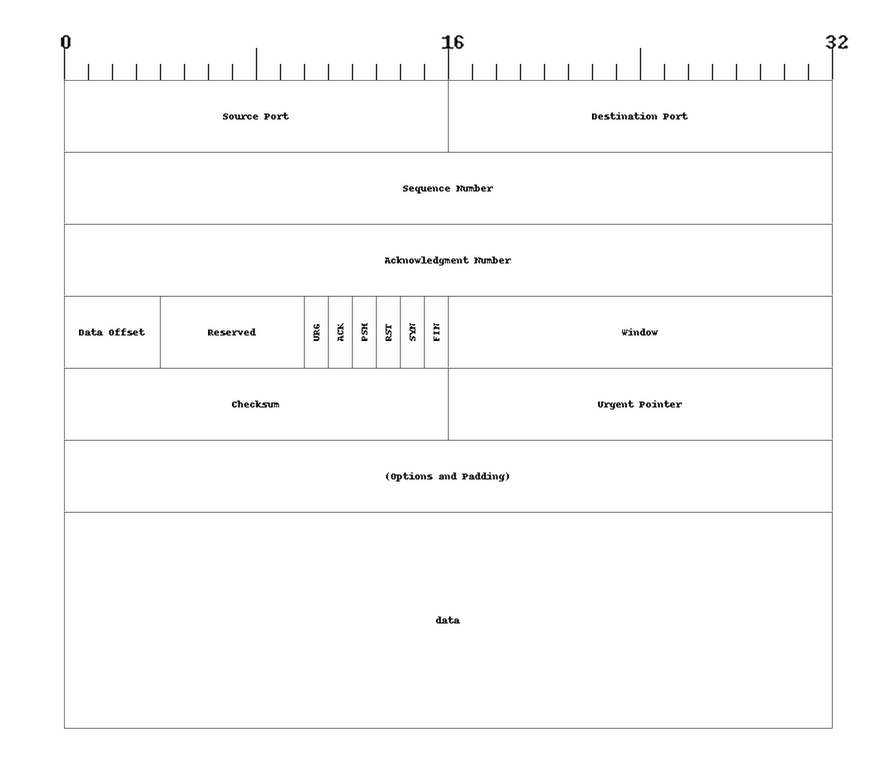 0 16 32
Source Port Destination Port
Sequence Number
Acknowledgment Number
Data Offset Reserved URG ACK PSH RST SYN FIN Window
Checksum Urgent Pointer
(Options and Padding)
data